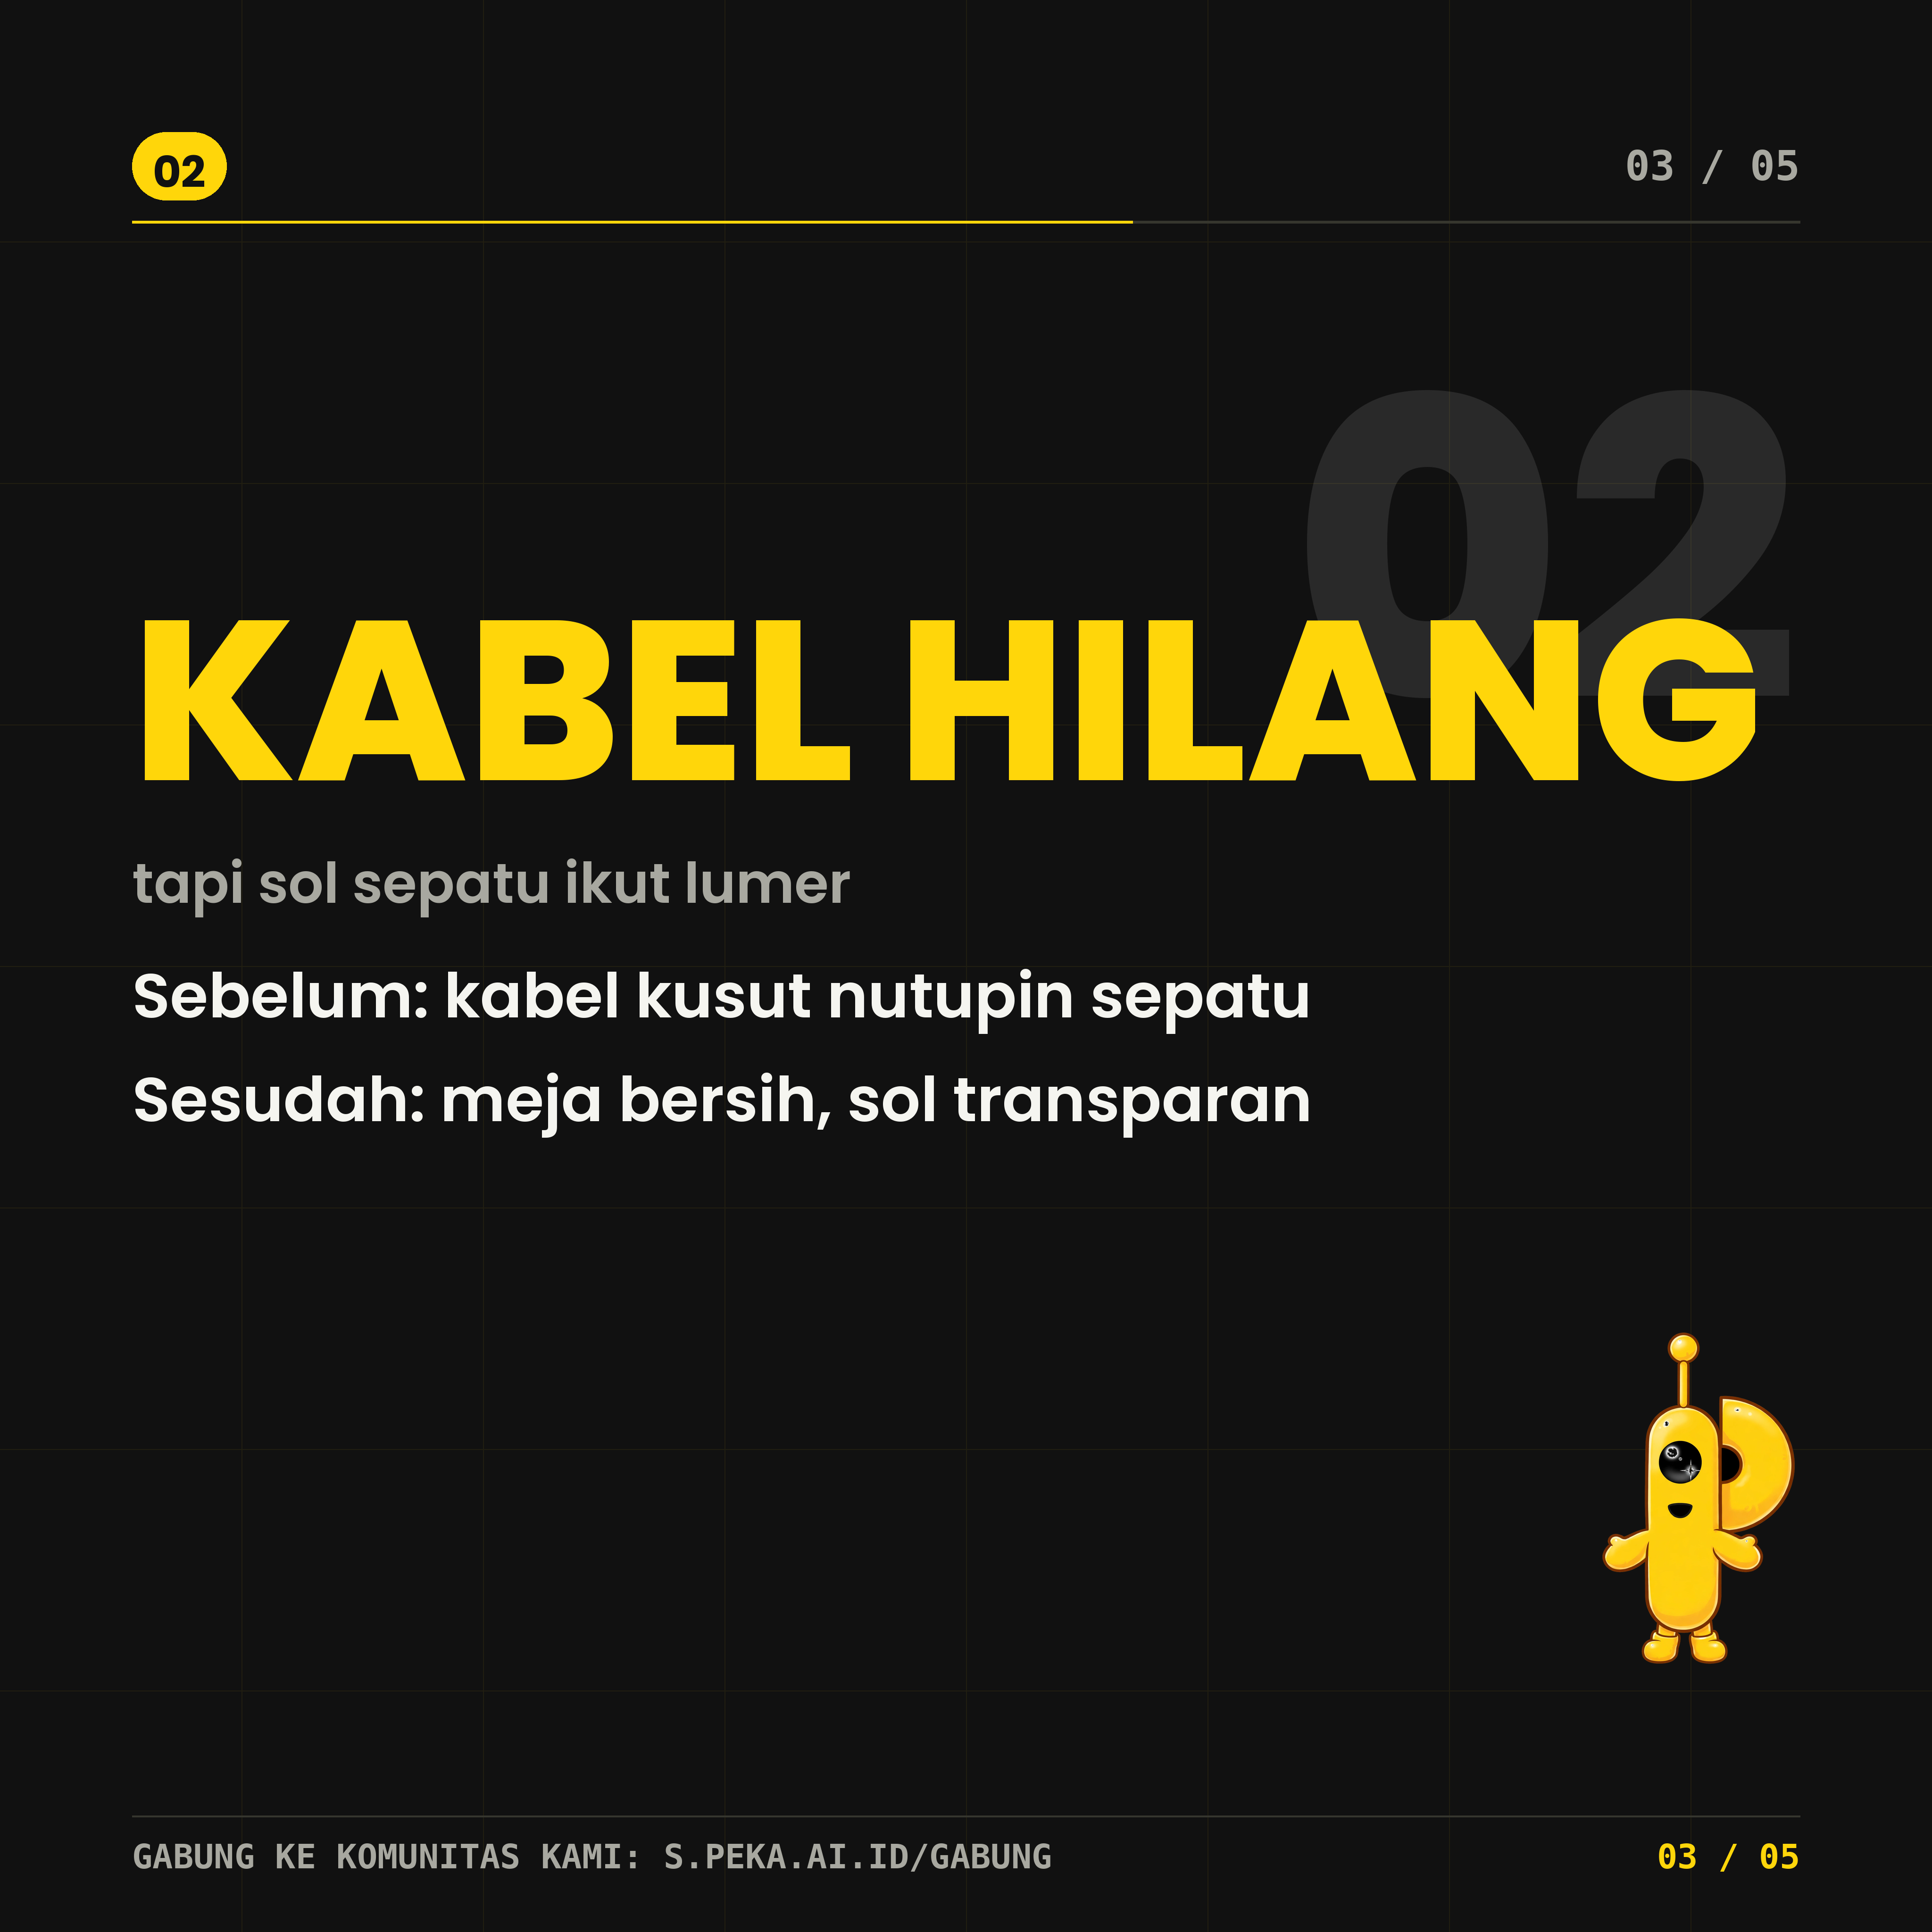 02
03 / 05
02
KABEL HILANG
tapi sol sepatu ikut lumer
Sebelum: kabel kusut nutupin sepatu
Sesudah: meja bersih, sol transparan
GABUNG KE KOMUNITAS KAMI: S.PEKA.AI.ID/GABUNG
03 / 05